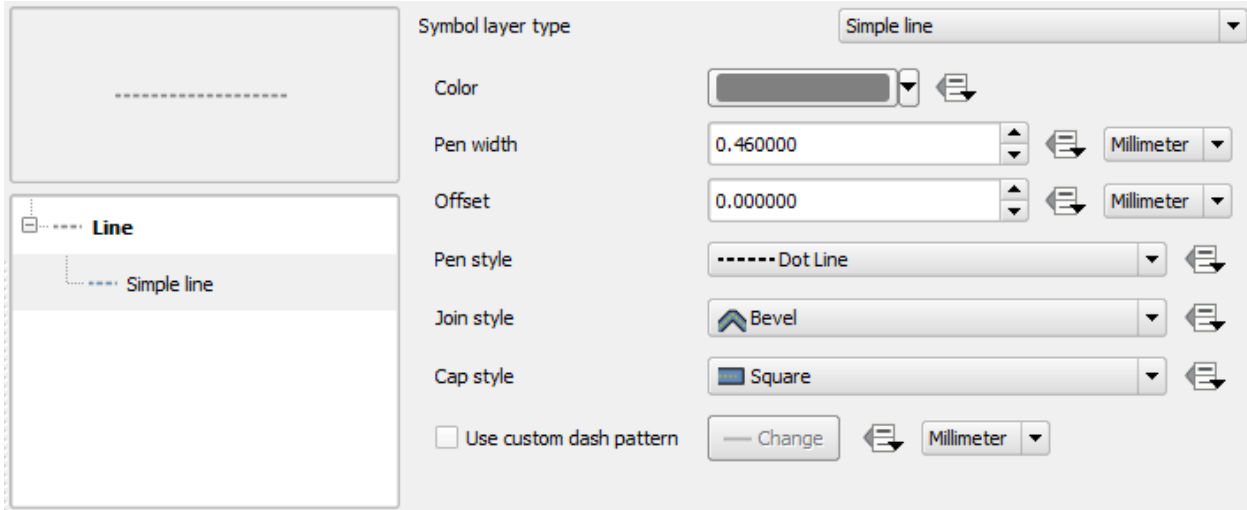 Symbol layer type Simple line
Color
Pen width 0.460000 Millimeter
Offset 0.000000 Millimeter
Line
Pen style Dot Line
Simple line
Join style Bevel
Cap style Square
Use custom dash pattern Change Millimeter